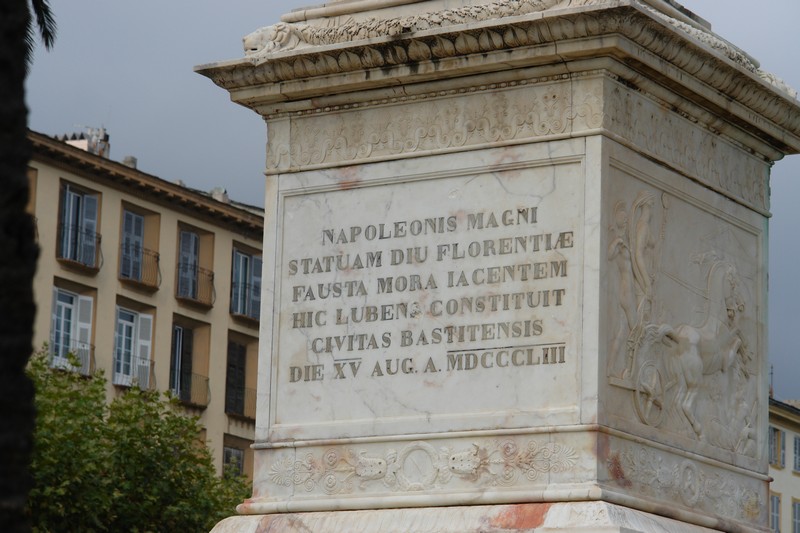 NAPOLEONIS MAGNI
STATUAM DIU FLORENTIÆ
FAUSTA MORA IACENTEM
HIC LUBENS CONSTITUIT
CIVITAS BASTITENSIS
DIE XV AUG. A. MDCCCLIII